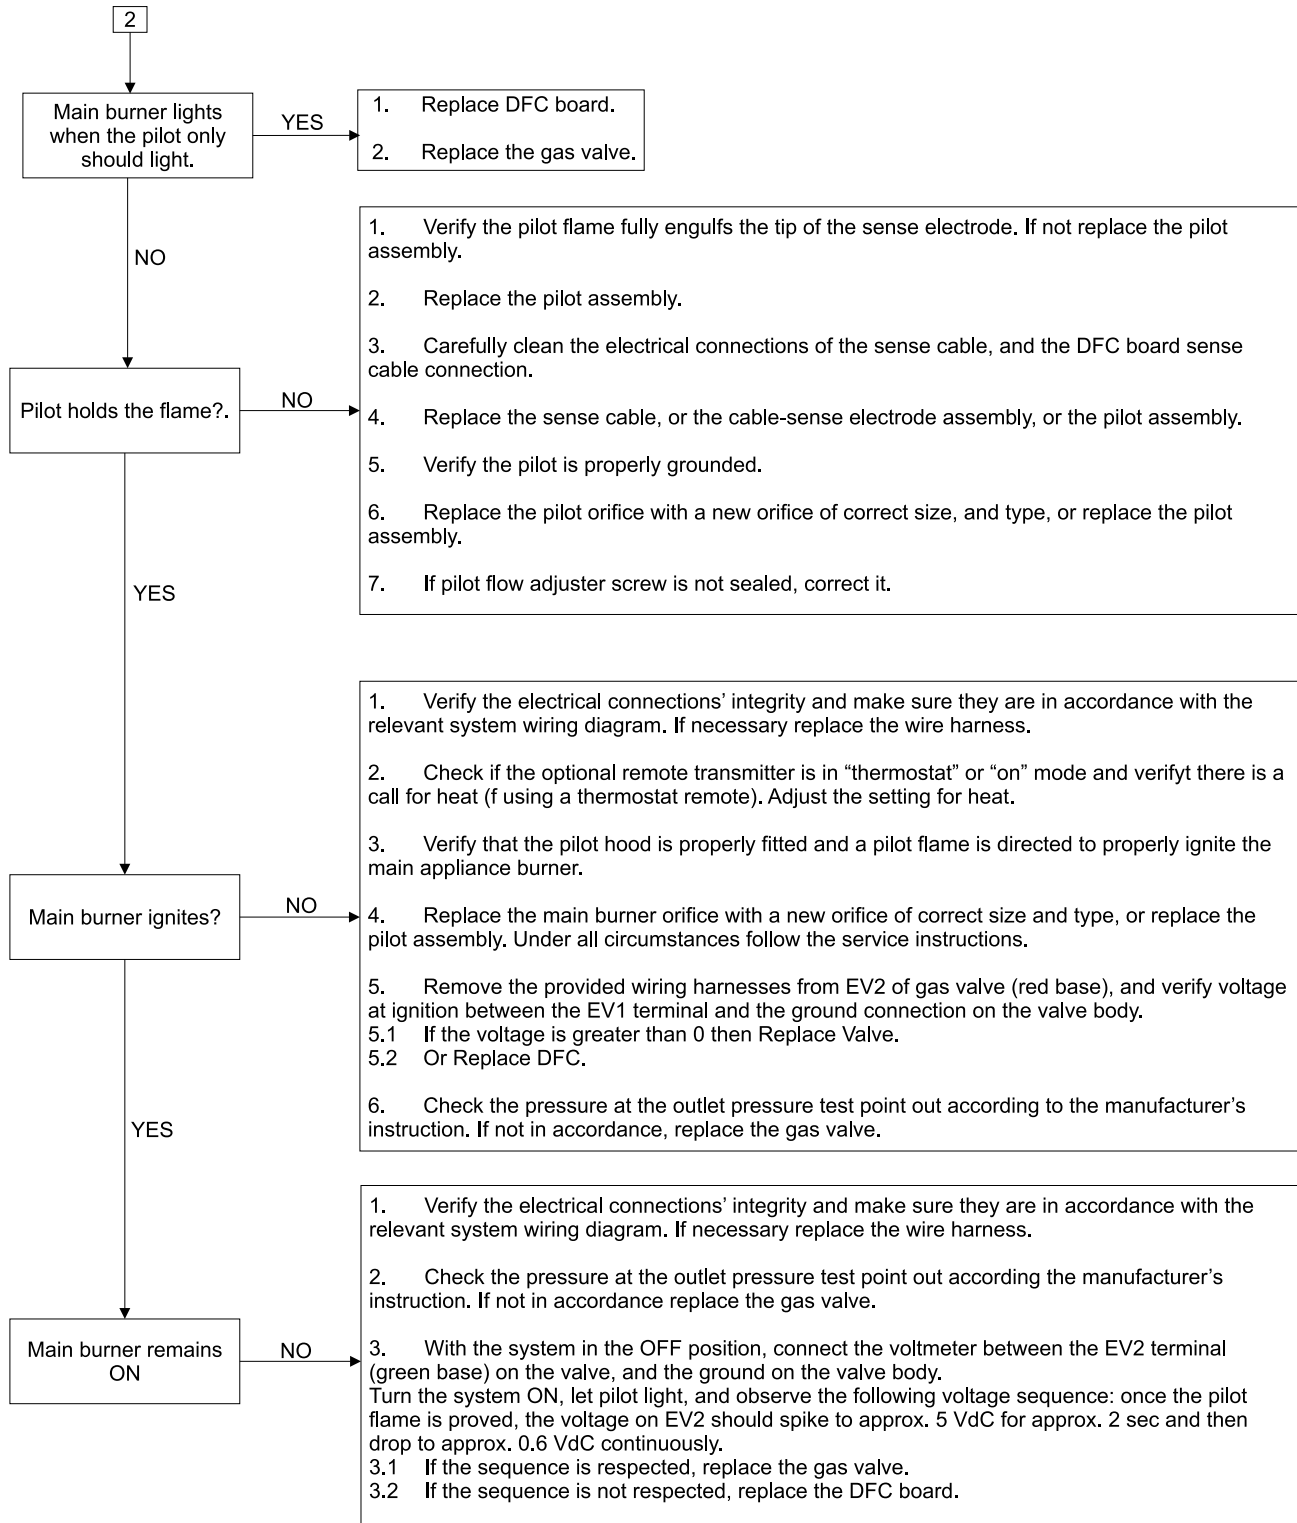 2
Main burner lights
when the pilot only
should light.
YES
1. Replace DFC board.
2. Replace the gas valve.
NO
1. Verify the pilot flame fully engulfs the tip of the sense electrode. If not replace the pilot
assembly.
2. Replace the pilot assembly.
3. Carefully clean the electrical connections of the sense cable, and the DFC board sense
cable connection.
4. Replace the sense cable, or the cable-sense electrode assembly, or the pilot assembly.
5. Verify the pilot is properly grounded.
6. Replace the pilot orifice with a new orifice of correct size, and type, or replace the pilot
assembly.
7. If pilot flow adjuster screw is not sealed, correct it.
Pilot holds the flame?.
NO
YES
1. Verify the electrical connections’ integrity and make sure they are in accordance with the
relevant system wiring diagram. If necessary replace the wire harness.
2. Check if the optional remote transmitter is in “thermostat” or “on” mode and verifyt there is a
call for heat (f using a thermostat remote). Adjust the setting for heat.
3. Verify that the pilot hood is properly fitted and a pilot flame is directed to properly ignite the
main appliance burner.
4. Replace the main burner orifice with a new orifice of correct size and type, or replace the
pilot assembly. Under all circumstances follow the service instructions.
5. Remove the provided wiring harnesses from EV2 of gas valve (red base), and verify voltage
at ignition between the EV1 terminal and the ground connection on the valve body.
5.1 If the voltage is greater than 0 then Replace Valve.
5.2 Or Replace DFC.
6. Check the pressure at the outlet pressure test point out according to the manufacturer’s
instruction. If not in accordance, replace the gas valve.
Main burner ignites?
NO
YES
1. Verify the electrical connections’ integrity and make sure they are in accordance with the
relevant system wiring diagram. If necessary replace the wire harness.
2. Check the pressure at the outlet pressure test point out according the manufacturer’s
instruction. If not in accordance replace the gas valve.
3. With the system in the OFF position, connect the voltmeter between the EV2 terminal
(green base) on the valve, and the ground on the valve body.
Turn the system ON, let pilot light, and observe the following voltage sequence: once the pilot
flame is proved, the voltage on EV2 should spike to approx. 5 VdC for approx. 2 sec and then
drop to approx. 0.6 VdC continuously.
3.1 If the sequence is respected, replace the gas valve.
3.2 If the sequence is not respected, replace the DFC board.
Main burner remains
ON
NO